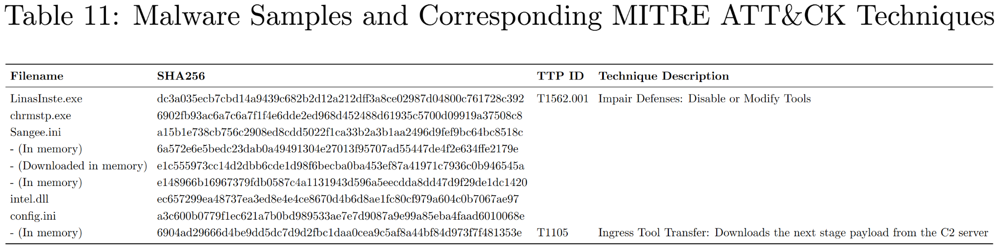 Table 11: Malware Samples and Corresponding MITRE ATT&CK Techniques
Filename SHA256 TTP ID Technique Description
LinasInste.exe dc3a035ecb7cbd14a9439c682b2d12a212dff3a8ce02987d04800c761728c392 T1562.001 Impair Defenses: Disable or Modify Tools
chrmstp.exe 6902fb93ac6a7c6a7f1f4e6dde2ed968d452488d61935c5700d09919a37508c8
Sangee.ini a15b1e738cb756c2908ed8cdd5022f1ca33b2a3b1aa2496d9fef9bc64bc8518c
- (In memory) 6a572e6e5bedc23dab0a49491304e27013f95707ad55447de4f2e634ffe2179e
- (Downloaded in memory) e1c555973cc14d2dbb6cde1d98f6becba0ba453ef87a41971c7936c0b946545a
- (In memory) e148966b16967379fdb0587c4a1131943d596a5eecdda8dd47d9f29de1dc1420
intel.dll ec657299ea48737ea3ed8e4e4ce8670d4b6d8ae1fc80cf979a604c0b7067ae97
config.ini a3c600b0779f1ec621a7b0bd989533ae7e7d9087a9e99a85eba4faad6010068e
- (In memory) 6904ad29666d4be9dd5dc7d9d2fbc1daa0cea9c5af8a44bf84d973f7f481353e T1105 Ingress Tool Transfer: Downloads the next stage payload from the C2 server